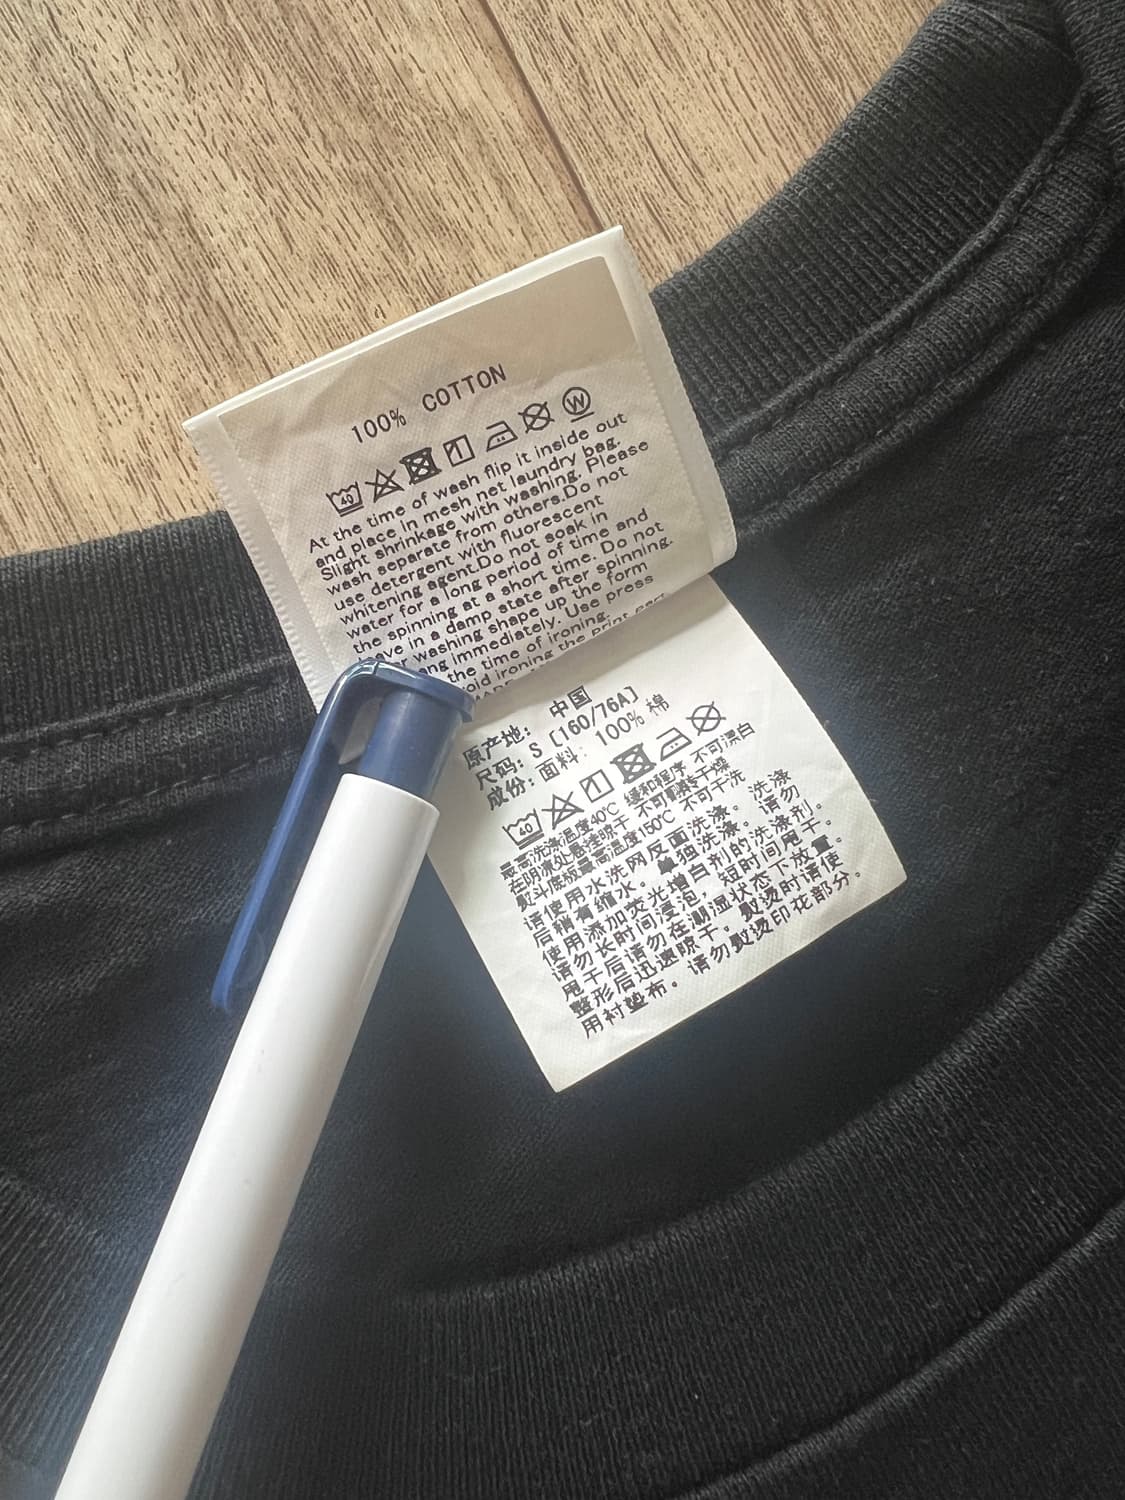 100% COTTON
40 W
At the time of wash flip it inside out
and place in mesh net laundry bag.
Slight shrinkage with washing. Please
wash separate from others.Do not
use detergent with fluorescent
whitening agent.Do not soak in
water for a long period of time and
the spinning at a short time. Do not
leave in a damp state after spinning.
washing shape up the form
immediately. Use press
the time of ironing.
ironing the print part
原产地: 中国
尺码: S [160/76A]
成份: 面料: 100% 棉
40
最高洗涤温度40℃ 缓和程序 不可漂白
在阴凉处悬挂晾干 不可翻转干燥
熨斗底板最高温度150℃ 不可干洗
请使用水洗网反面洗涤。洗涤
后稍有缩水。单独洗涤。请勿
使用添加荧光增白剂的洗涤剂。
请勿长时间浸泡，短时间甩干。
甩干后请勿在潮湿状态下放置。
整形后迅速晾干。熨烫时请使
用衬垫布。请勿熨烫印花部分。